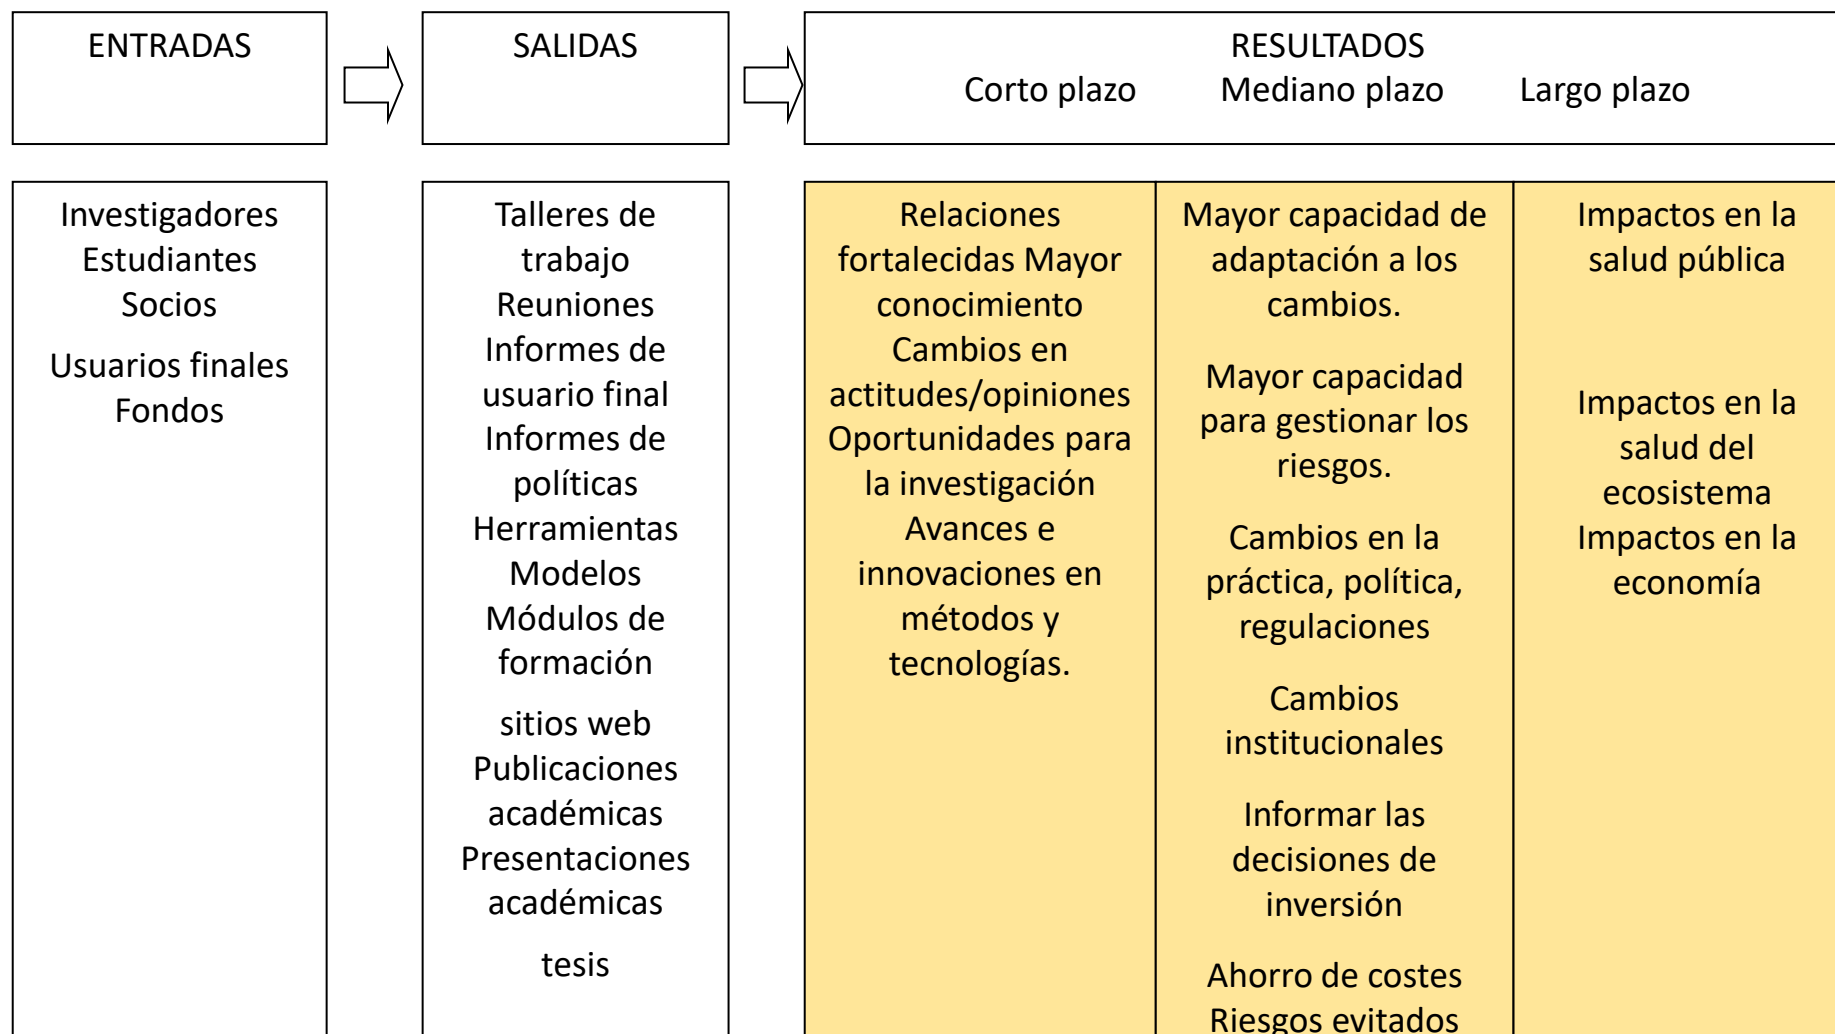 ENTRADAS
SALIDAS
RESULTADOS
Corto plazo Mediano plazo Largo plazo
Investigadores
Estudiantes
Socios
Usuarios finales
Fondos
Talleres de
trabajo
Reuniones
Informes de
usuario final
Informes de
políticas
Herramientas
Modelos
Módulos de
formación
sitios web
Publicaciones
académicas
Presentaciones
académicas
tesis
Relaciones
fortalecidas Mayor
conocimiento
Cambios en
actitudes/opiniones
Oportunidades para
la investigación
Avances e
innovaciones en
métodos y
tecnologías.
Mayor capacidad de
adaptación a los
cambios.
Mayor capacidad
para gestionar los
riesgos.
Cambios en la
práctica, política,
regulaciones
Cambios
institucionales
Informar las
decisiones de
inversión
Ahorro de costes
Riesgos evitados
Impactos en la
salud pública
Impactos en la
salud del
ecosistema
Impactos en la
economía